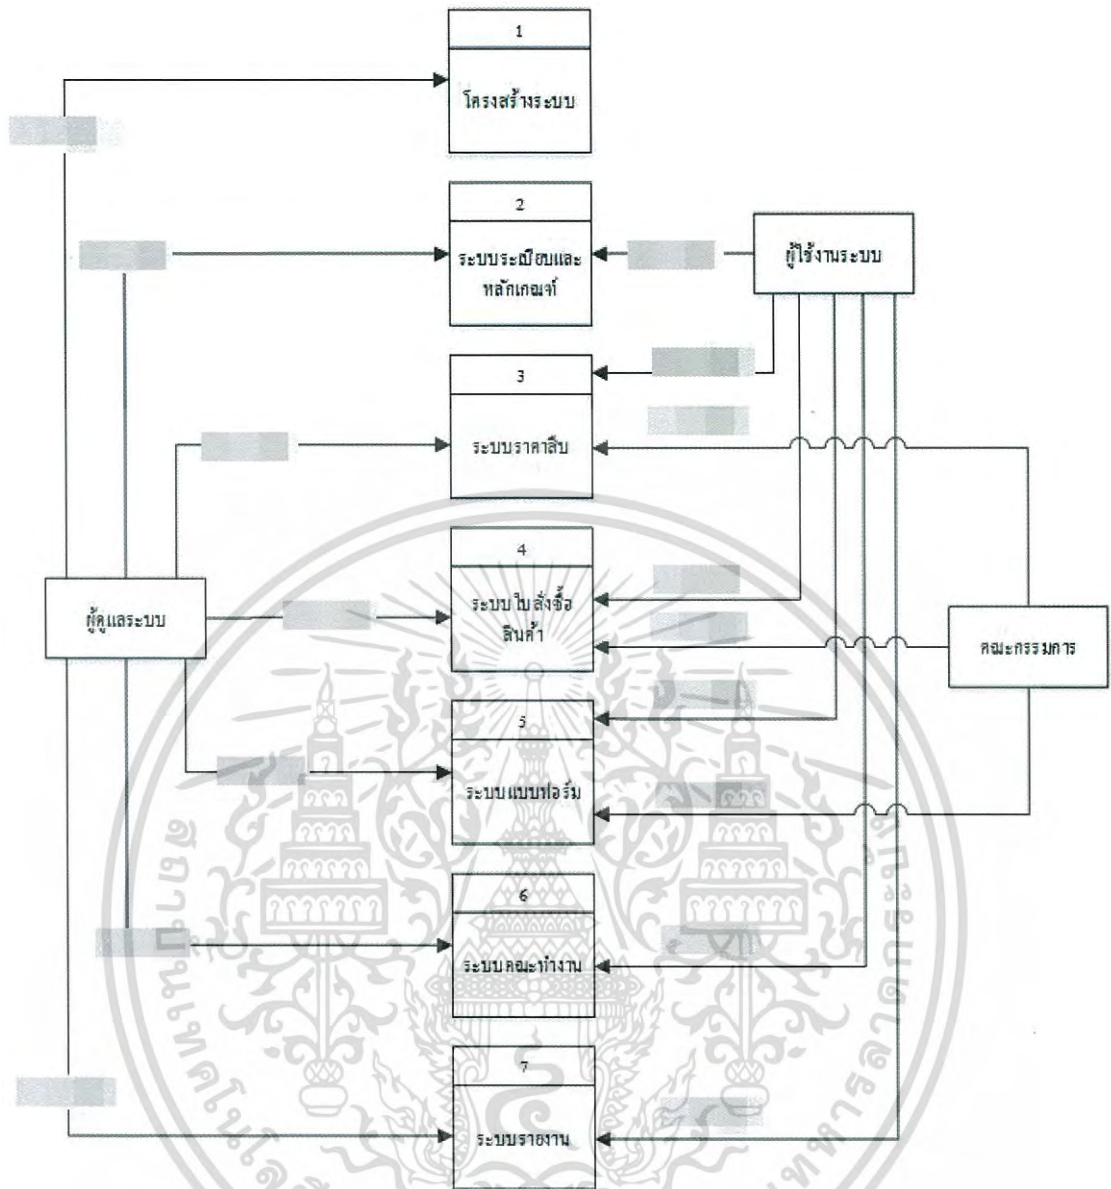 1
โครงสร้างระบบ
2
ระบบระเบียบและ
หลักเกณฑ์
ผู้ใช้งานระบบ
3
ระบบราคาสืบ
4
ระบบใบสั่งซื้อ
สินค้า
ผู้ดูแลระบบ
คณะกรรมการ
5
ระบบแบบฟอร์ม
6
ระบบคณะทำงาน
7
ระบบรายงาน